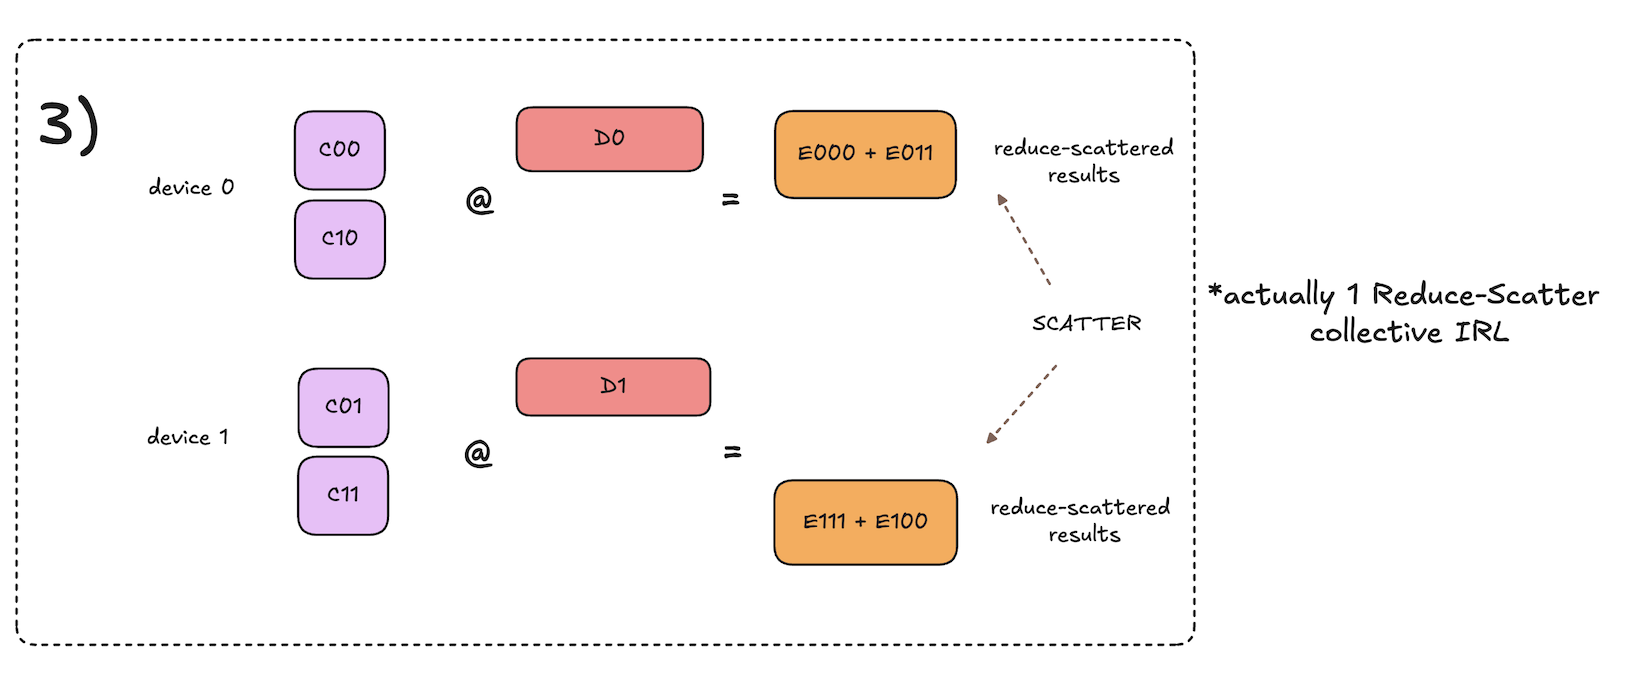 3)
device 0
C00
C10
@
D0
=
E000 + E011
reduce-scattered
results
SCATTER
*actually 1 Reduce-Scatter
collective IRL
device 1
C01
C11
@
D1
=
E111 + E100
reduce-scattered
results